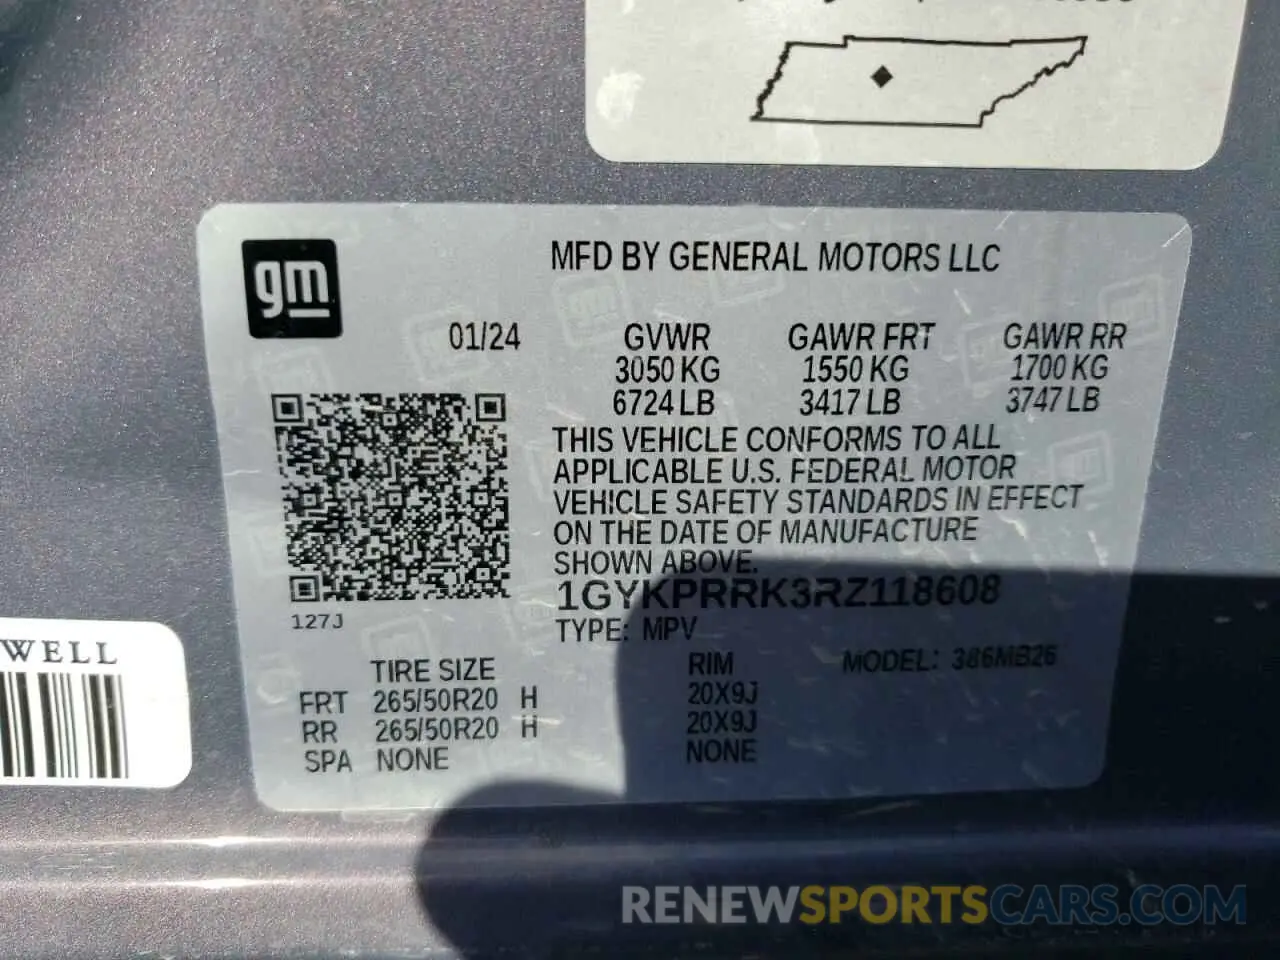 gm
MFD BY GENERAL MOTORS LLC
01/24 GVWR GAWR FRT GAWR RR
3050 KG 1550 KG 1700 KG
6724 LB 3417 LB 3747 LB
THIS VEHICLE CONFORMS TO ALL
APPLICABLE U.S. FEDERAL MOTOR
VEHICLE SAFETY STANDARDS IN EFFECT
ON THE DATE OF MANUFACTURE
SHOWN ABOVE.
1GYKPRRK3RZ118608
127J
TYPE: MPV
WELL
TIRE SIZE RIM MODEL: 386MB26
FRT 265/50R20 H 20X9J
RR 265/50R20 H 20X9J
SPA NONE NONE
RENEWSPORTSCARS.COM